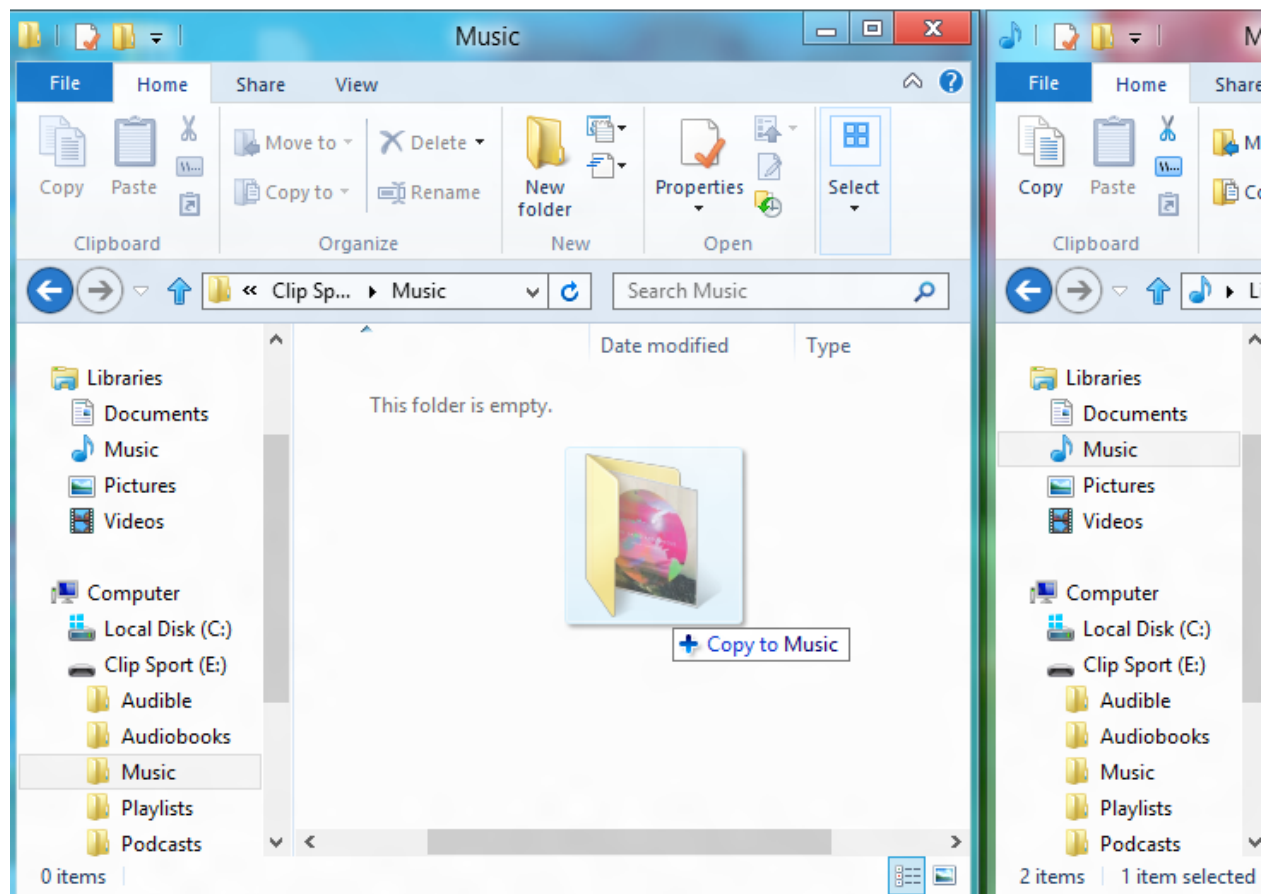 Music
File Home Share View
Copy Paste Move to Copy to Delete Rename New folder Properties Select
Clipboard Organize New Open
« Clip Sp... Music Search Music
Date modified Type
This folder is empty.
Libraries
Documents
Music
Pictures
Videos
Computer
Local Disk (C:)
Clip Sport (E:)
Audible
Audiobooks
Music
Playlists
Podcasts
Copy to Music
0 items
M
File Home Share
Copy Paste M Co
Clipboard
Li
Libraries
Documents
Music
Pictures
Videos
Computer
Local Disk (C:)
Clip Sport (E:)
Audible
Audiobooks
Music
Playlists
Podcasts
2 items 1 item selected